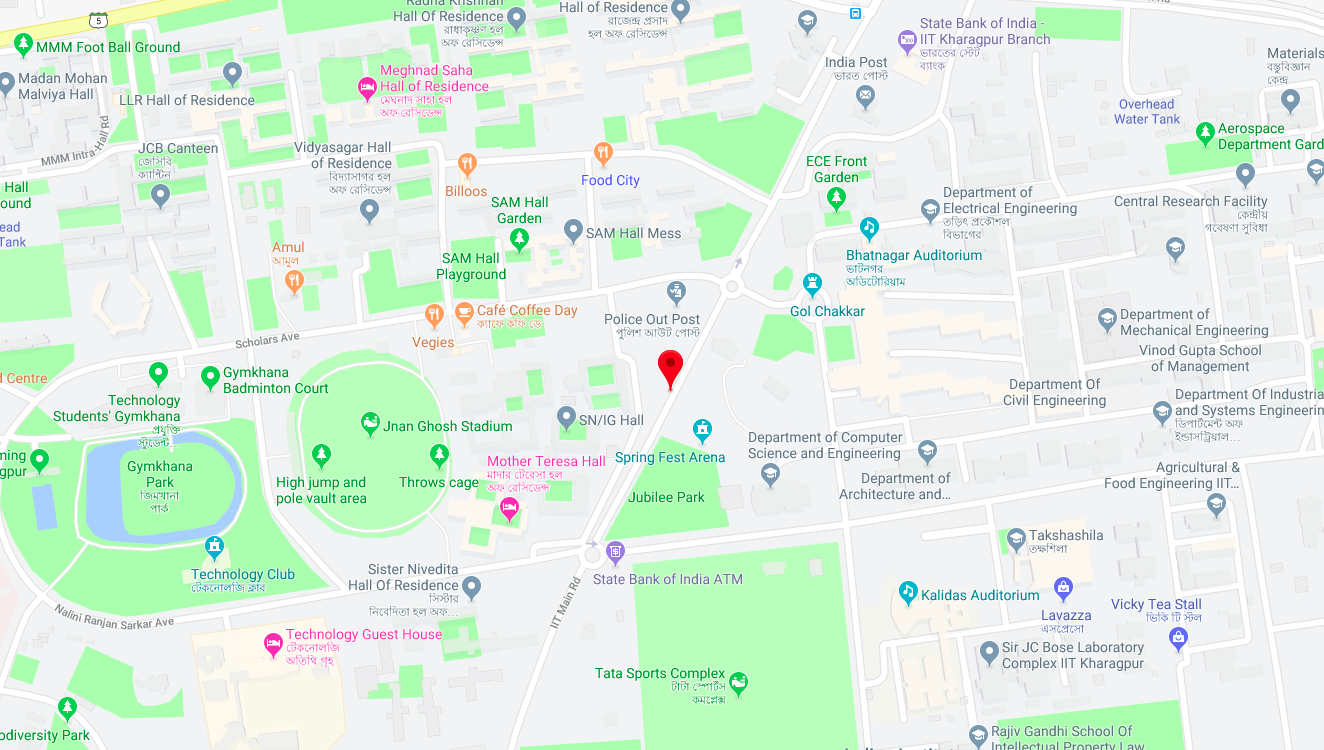 Radha Krishnan
Hall of Residence
রাধাকৃষ্ণণ হল
অফ রেসিডেন্স
Hall of Residence
রাজেন্দ্র প্রসাদ
হল অফ রেসিডেন্স
State Bank of India -
IIT Kharagpur Branch
ভারতের স্টেট
ব্যাংক
5
MMM Foot Ball Ground
Madan Mohan
Malviya Hall
LLR Hall of Residence
Meghnad Saha
Hall of Residence
মেঘনাদ সাহা হল
অফ রেসিডেন্স
India Post
ভারত পোস্ট
Materials
বস্তুবিজ্ঞান
কেন্দ্র
Overhead
Water Tank
Aerospace
Department Gard
MMM Intra-Hall Rd
JCB Canteen
জেসিবি
ক্যান্টিন
Vidyasagar Hall
of Residence
বিদ্যাসাগর হল
অফ রেসিডেন্স
Billoos
Food City
ECE Front
Garden
Hall
ound
ead
Tank
SAM Hall
Garden
SAM Hall Mess
Department of
Electrical Engineering
তড়িৎ প্রকৌশল
বিভাগের
Central Research Facility
কেন্দ্রীয়
গবেষণা সুবিধা
Amul
আমুল
SAM Hall
Playground
Bhatnagar Auditorium
ভাটনগর
অডিটোরিয়াম
Café Coffee Day
ক্যাফে কফি ডে
Vegies
Police Out Post
পুলিশ আউট পোস্ট
Gol Chakkar
Department of
Mechanical Engineering
Scholars Ave
Vinod Gupta School
of Management
d Centre
Gymkhana
Badminton Court
Technology
Students' Gymkhana
প্রযুক্তি
স্টুডেন্ট...
Department Of
Civil Engineering
Department Of Industria
and Systems Engineering
ডিপার্টমেন্ট অফ
ইন্ডাসট্রিয়াল...
Jnan Ghosh Stadium
SN/IG Hall
Spring Fest Arena
Department of Computer
Science and Engineering
ming
gpur
Gymkhana
Park
জিমখানা
পার্ক
High jump and
pole vault area
Throws cage
Mother Teresa Hall
মাদার টেরেসা হল
অফ রেসিডেন্স
Jubilee Park
Department of
Architecture and...
Agricultural &
Food Engineering IIT...
Takshashila
তক্ষশিলা
Technology Club
টেকনোলজি ক্লাব
Sister Nivedita
Hall Of Residence
সিস্টার
নিবেদিতা হল অফ...
State Bank of India ATM
IIT Main Rd
Nalini Ranjan Sarkar Ave
Kalidas Auditorium
Lavazza
এসপ্রেসো
Vicky Tea Stall
ভিকি টি স্টল
Technology Guest House
টেকনোলজি
অতিথি গৃহ
Sir JC Bose Laboratory
Complex IIT Kharagpur
Tata Sports Complex
টাটা স্পোর্টস
কমপ্লেক্স
odiversity Park
Rajiv Gandhi School Of
Intellectual Property Law